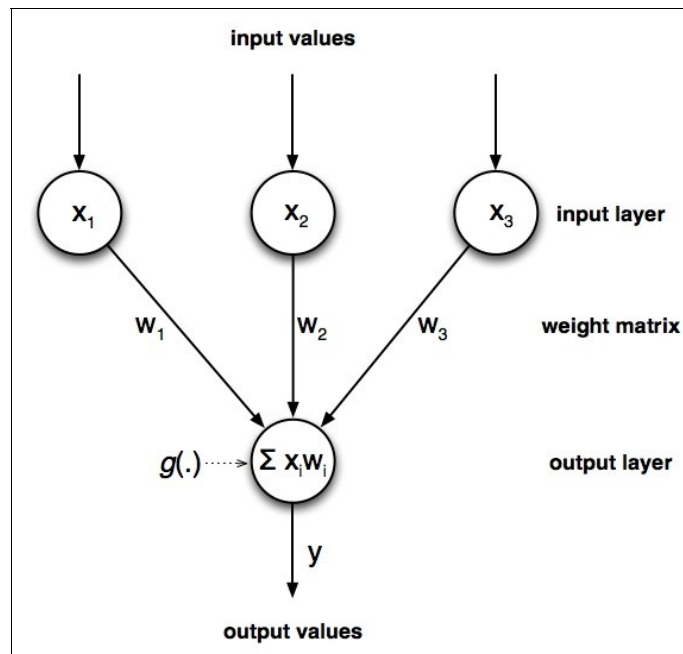 input values
x₁
x₂
x₃
input layer
w₁
w₂
w₃
weight matrix
g(.)
Σ xᵢwᵢ
output layer
y
output values